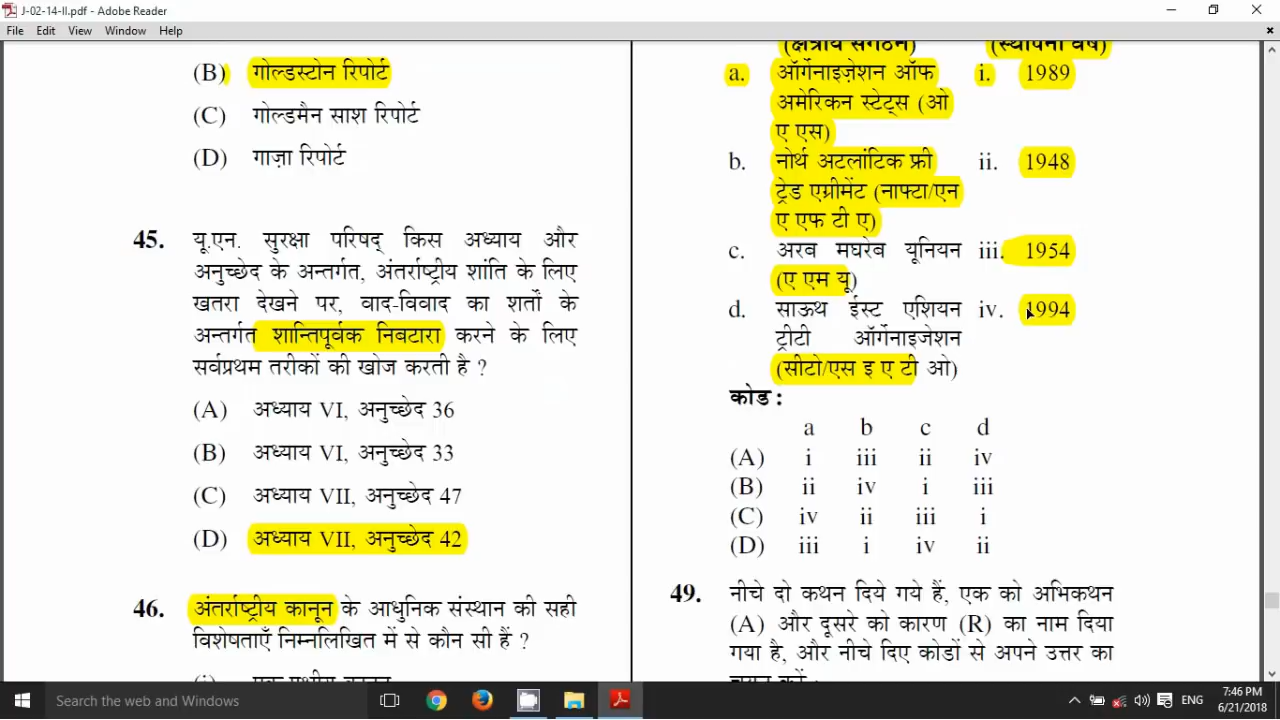 J-02-14-II.pdf - Adobe Reader
File Edit View Window Help
(B) गोल्डस्टोन रिपोर्ट
(C) गोल्डमैन साश रिपोर्ट
(D) गाज़ा रिपोर्ट
45. यू.एन. सुरक्षा परिषद् किस अध्याय और
अनुच्छेद के अन्तर्गत, अंतर्राष्ट्रीय शांति के लिए
खतरा देखने पर, वाद-विवाद का शर्तों के
अन्तर्गत शान्तिपूर्वक निबटारा करने के लिए
सर्वप्रथम तरीकों की खोज करती है ?
(A) अध्याय VI, अनुच्छेद 36
(B) अध्याय VI, अनुच्छेद 33
(C) अध्याय VII, अनुच्छेद 47
(D) अध्याय VII, अनुच्छेद 42
46. अंतर्राष्ट्रीय कानून के आधुनिक संस्थान की सही
विशेषताएँ निम्नलिखित में से कौन सी हैं ?
(क्षेत्रीय संगठन) (स्थापना वर्ष)
a. ऑर्गेनाइज़ेशन ऑफ i. 1989
अमेरिकन स्टेट्स (ओ
ए एस)
b. नोर्थ अटलांटिक फ्री ii. 1948
ट्रेड एग्रीमेंट (नाफ्टा/एन
ए एफ टी ए)
c. अरब मघरेब यूनियन iii. 1954
(ए एम यू)
d. साऊथ ईस्ट एशियन iv. 1994
ट्रीटी ऑर्गेनाइजेशन
(सीटो/एस इ ए टी ओ)
कोड :
a b c d
(A) i iii ii iv
(B) ii iv i iii
(C) iv ii iii i
(D) iii i iv ii
49. नीचे दो कथन दिये गये हैं, एक को अभिकथन
(A) और दूसरे को कारण (R) का नाम दिया
गया है, और नीचे दिए कोडों से अपने उत्तर का
Search the web and Windows
ENG
7:46 PM
6/21/2018